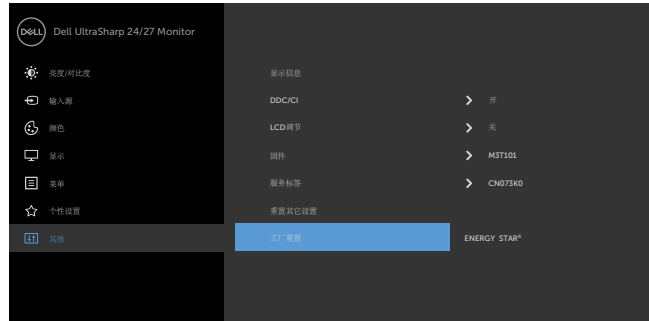 DELL Dell UltraSharp 24/27 Monitor
亮度/对比度 显示信息
输入源 DDC/CI 开
颜色 LCD调节 关
显示 固件 M3T101
菜单 服务标签 CN073K0
个性设置 重置其它设置
其他 工厂重置 ENERGY STAR®